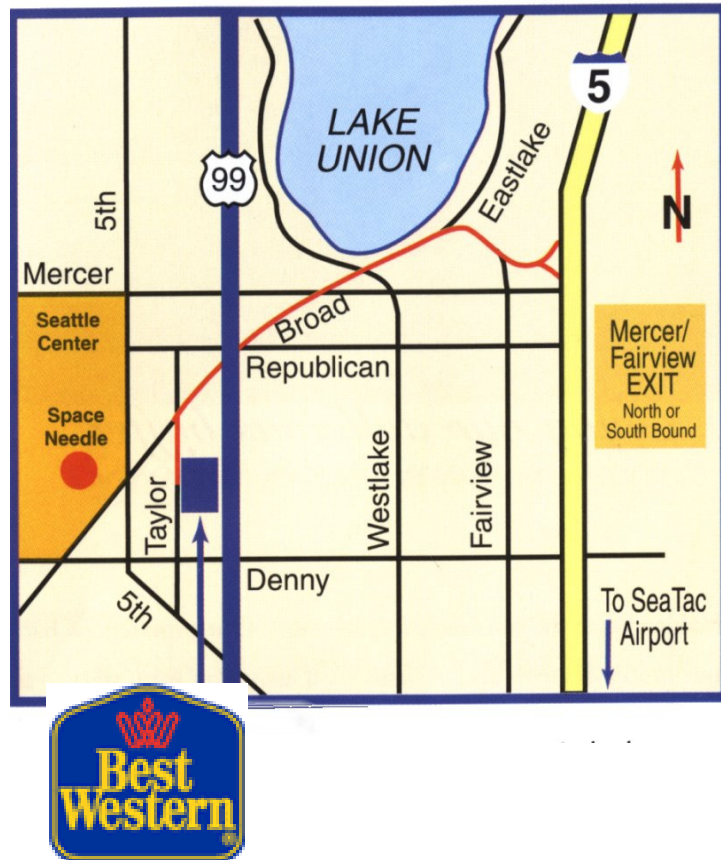 5
LAKE
UNION
99
Eastlake
5th
N
Mercer
Seattle
Center
Broad
Mercer/
Fairview
EXIT
North or
South Bound
Republican
Space
Needle
Taylor
Westlake
Fairview
Denny
5th
To SeaTac
Airport
Best
Western
®